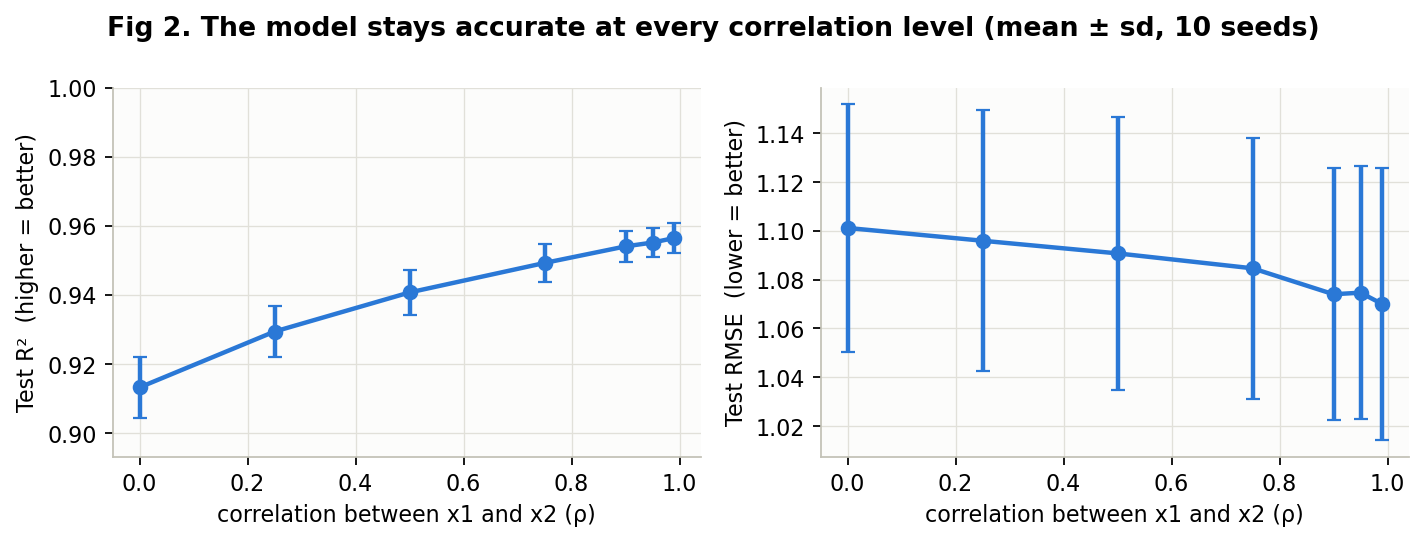 Fig 2. The model stays accurate at every correlation level (mean ± sd, 10 seeds)
Test R² (higher = better)
1.00
0.98
0.96
0.94
0.92
0.90
0.0 0.2 0.4 0.6 0.8 1.0
correlation between x1 and x2 (ρ)
Test RMSE (lower = better)
1.14
1.12
1.10
1.08
1.06
1.04
1.02
0.0 0.2 0.4 0.6 0.8 1.0
correlation between x1 and x2 (ρ)